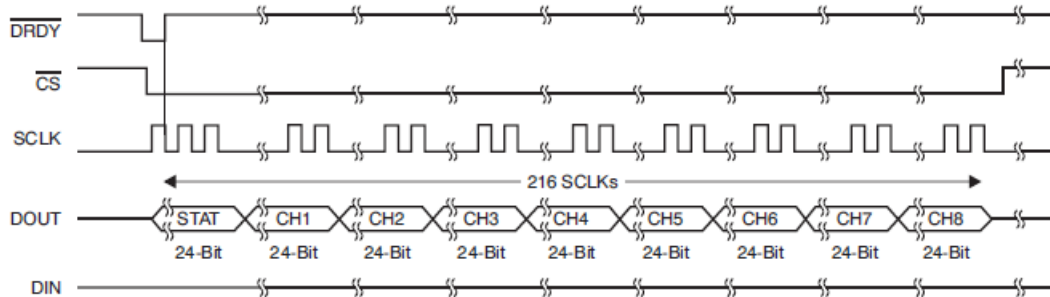 DRDY
CS
SCLK
216 SCLKs
DOUT STAT CH1 CH2 CH3 CH4 CH5 CH6 CH7 CH8
24-Bit 24-Bit 24-Bit 24-Bit 24-Bit 24-Bit 24-Bit 24-Bit 24-Bit
DIN